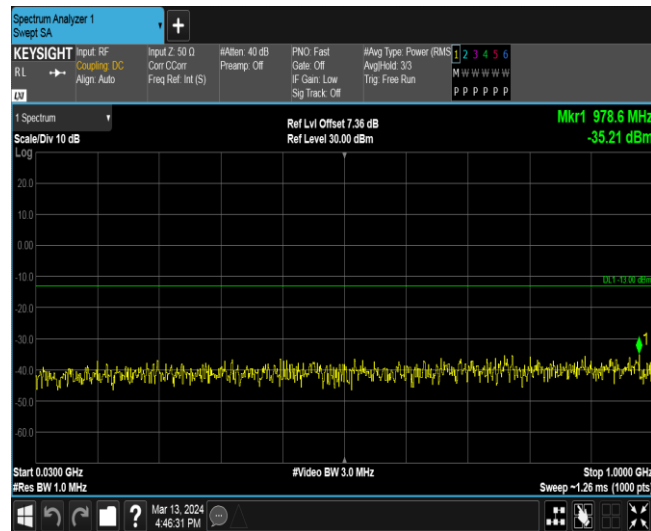 Spectrum Analyzer 1
Swept SA
+
KEYSIGHT
RL
LXI
Input: RF
Coupling: DC
Align: Auto
Input Z: 50 Ω
Corr CCorr
Freq Ref: Int (S)
#Atten: 40 dB
Preamp: Off
PNO: Fast
Gate: Off
IF Gain: Low
Sig Track: Off
#Avg Type: Power (RMS
Avg|Hold: 3/3
Trig: Free Run
1 2 3 4 5 6
M W W W W W
P P P P P P
1 Spectrum
Scale/Div 10 dB
Log
Ref Lvl Offset 7.36 dB
Ref Level 30.00 dBm
Mkr1 978.6 MHz
-35.21 dBm
20.0
10.0
0.00
-10.0
DL1 -13.00 dBm
-20.0
-30.0
1
-40.0
-50.0
-60.0
Start 0.0300 GHz
#Video BW 3.0 MHz
Stop 1.0000 GHz
#Res BW 1.0 MHz
Sweep ~1.26 ms (1000 pts)
?
Mar 13, 2024
4:46:31 PM